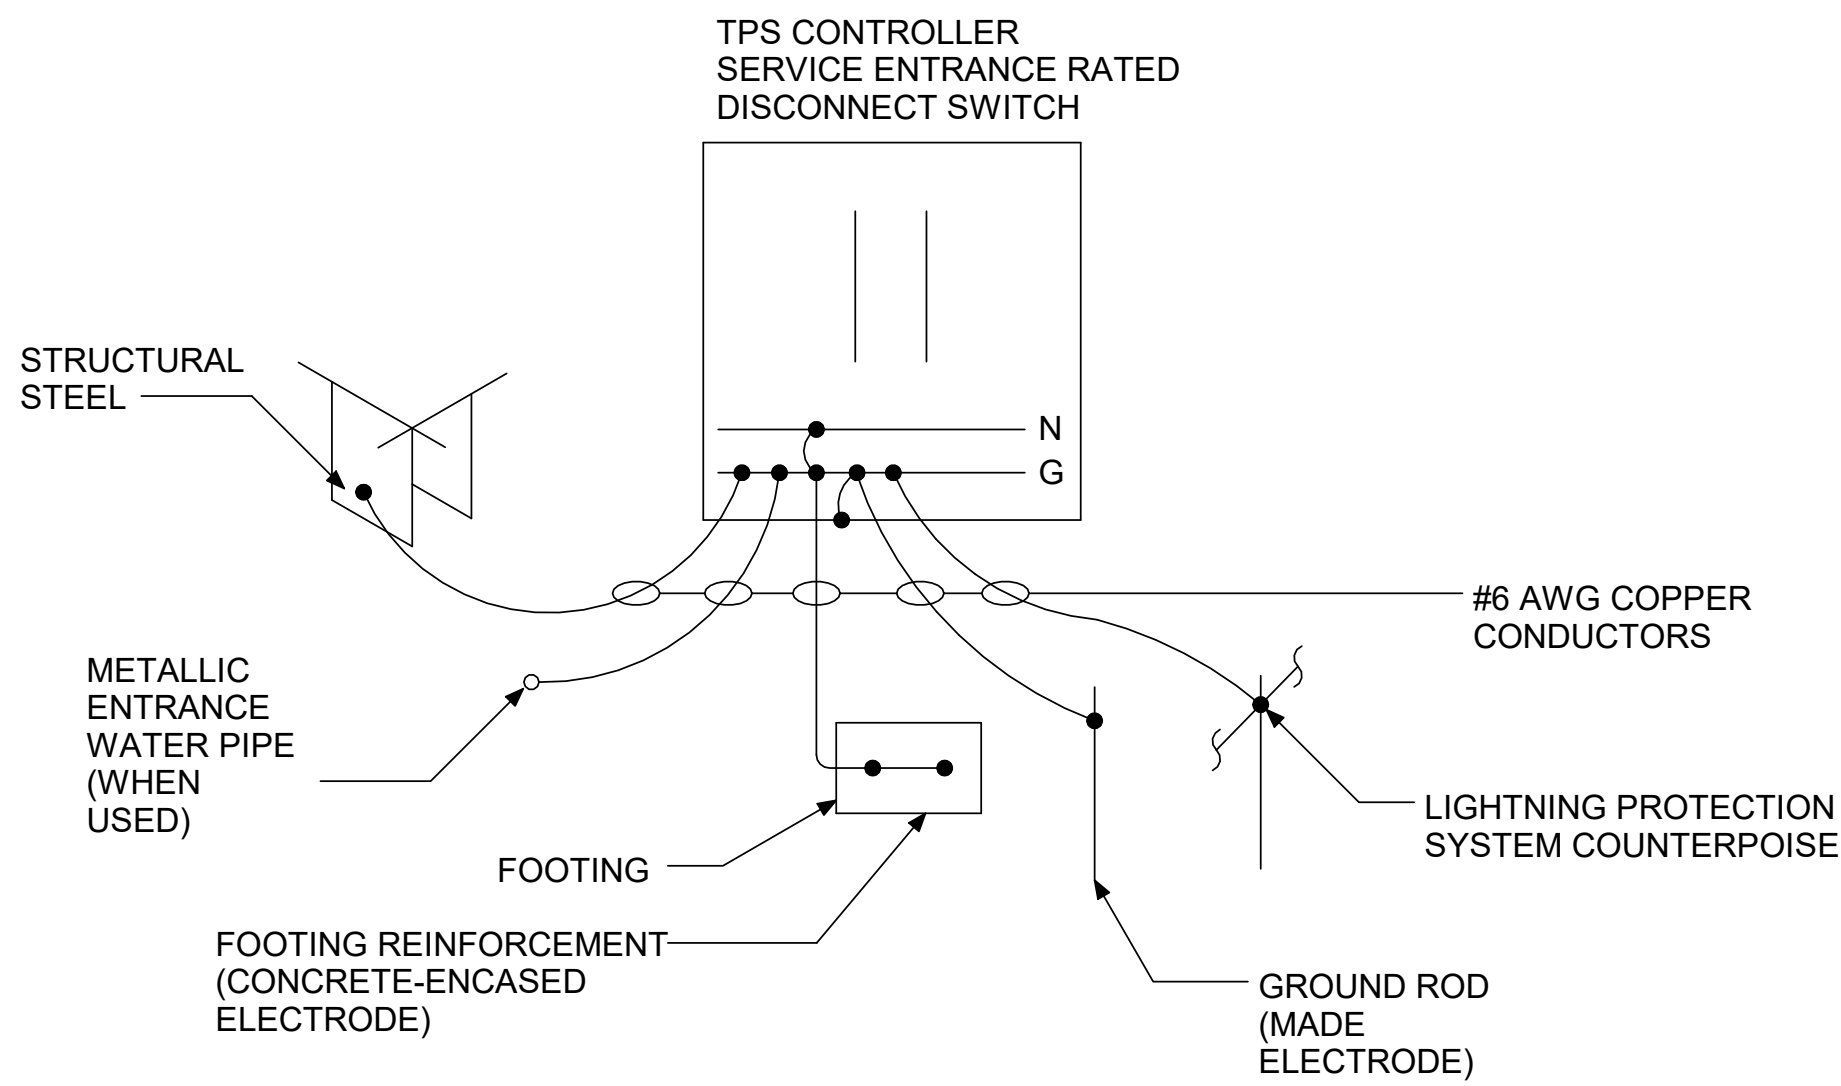 TPS CONTROLLER
SERVICE ENTRANCE RATED
DISCONNECT SWITCH
STRUCTURAL
STEEL
N
G
#6 AWG COPPER
CONDUCTORS
METALLIC
ENTRANCE
WATER PIPE
(WHEN
USED)
LIGHTNING PROTECTION
SYSTEM COUNTERPOISE
FOOTING
FOOTING REINFORCEMENT
(CONCRETE-ENCASED
ELECTRODE)
GROUND ROD
(MADE
ELECTRODE)